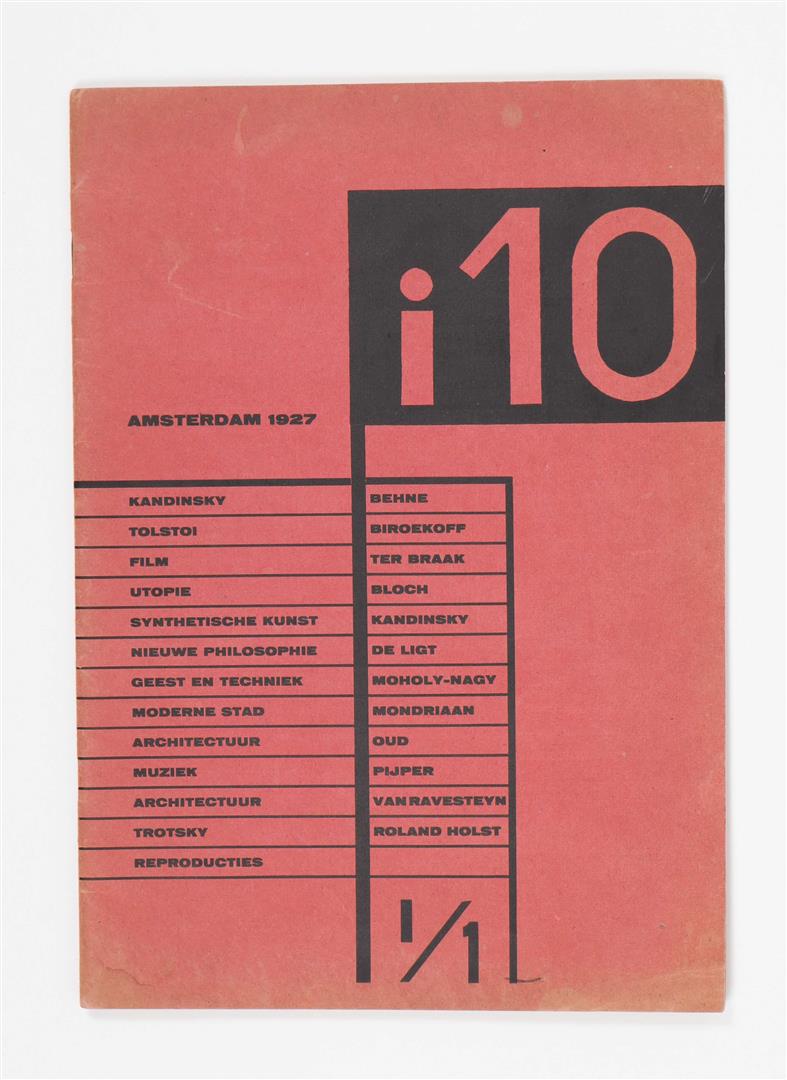 i10
AMSTERDAM 1927
KANDINSKY BEHNE
TOLSTOI BIROEKOFF
FILM TER BRAAK
UTOPIE BLOCH
SYNTHETISCHE KUNST KANDINSKY
NIEUWE PHILOSOPHIE DE LIGT
GEEST EN TECHNIEK MOHOLY-NAGY
MODERNE STAD MONDRIAAN
ARCHITECTUUR OUD
MUZIEK PIJPER
ARCHITECTUUR VAN RAVESTEYN
TROTSKY ROLAND HOLST
REPRODUCTIES
I/1